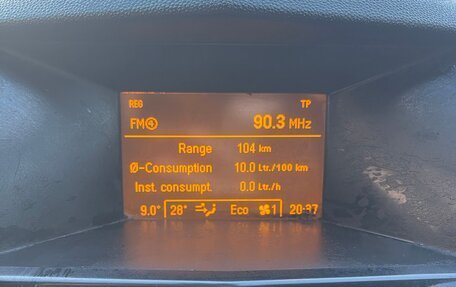 REG TP
FM④ 90.3 MHz
Range 104 km
Ø-Consumption 10.0 Ltr./100 km
Inst. consumpt. 0.0 Ltr./h
9.0° 28° Eco 1 20:37